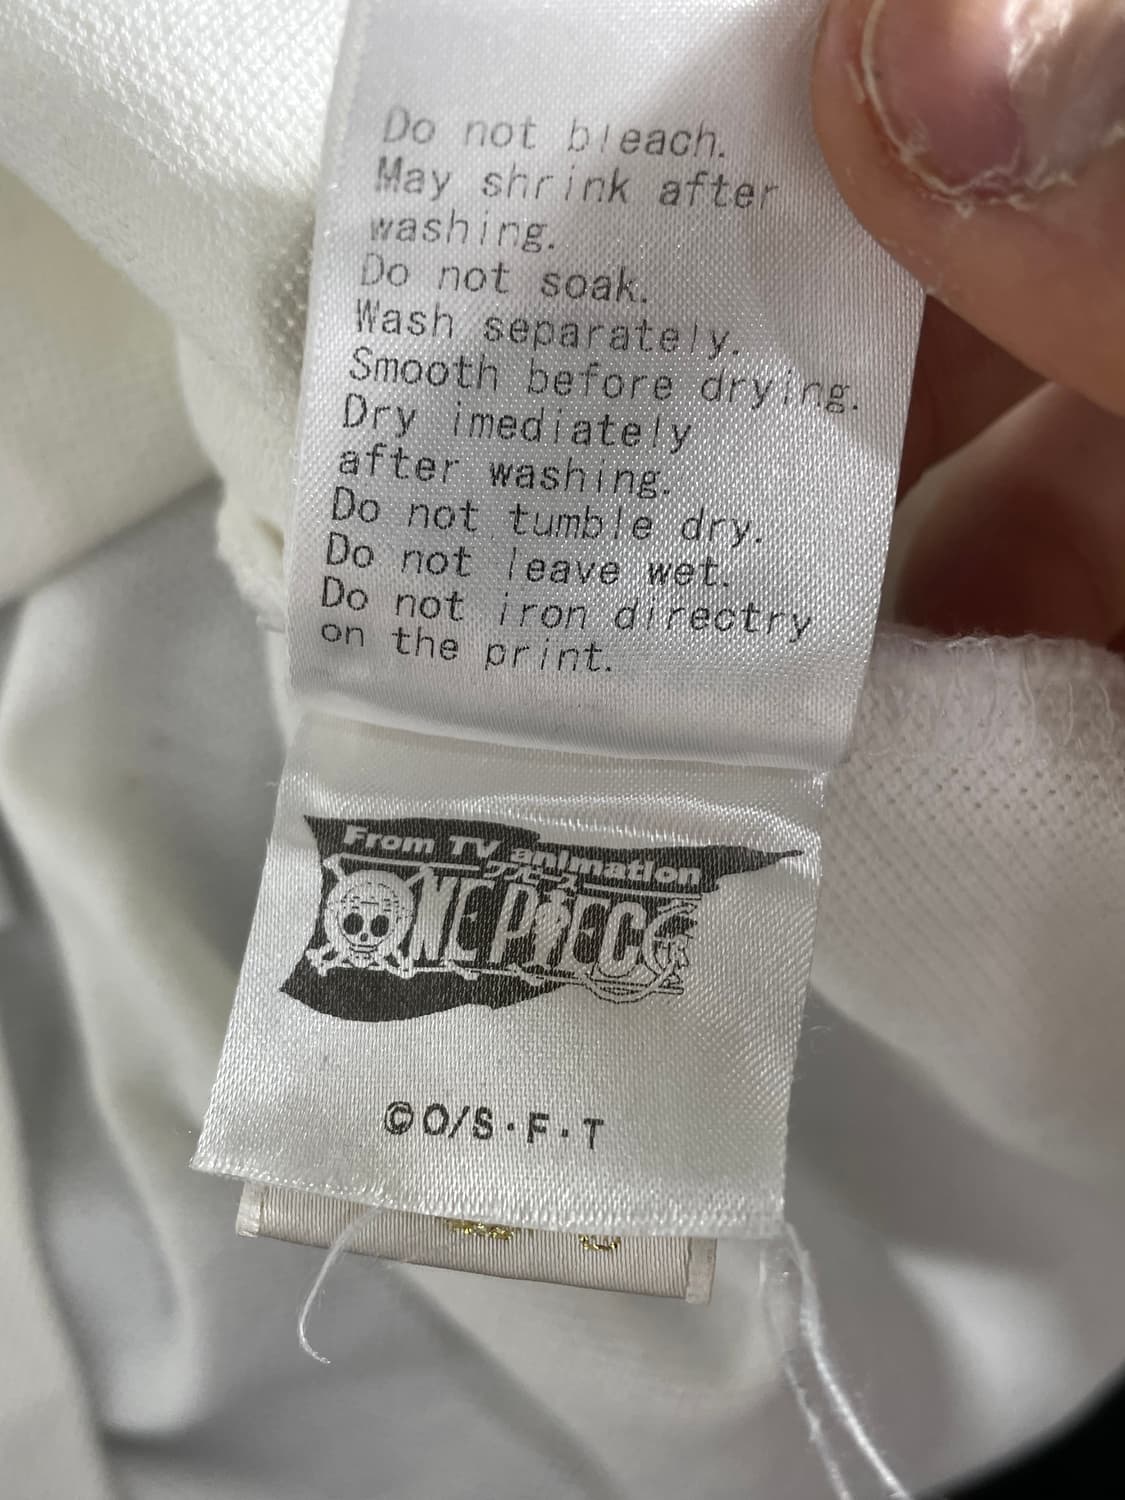 Do not bleach.
May shrink after
washing.
Do not soak.
Wash separately.
Smooth before drying.
Dry imediately
after washing.
Do not tumble dry.
Do not leave wet.
Do not iron directry
on the print.
From TV animation
ワンピース
ONE PIECE
©O/S·F·T